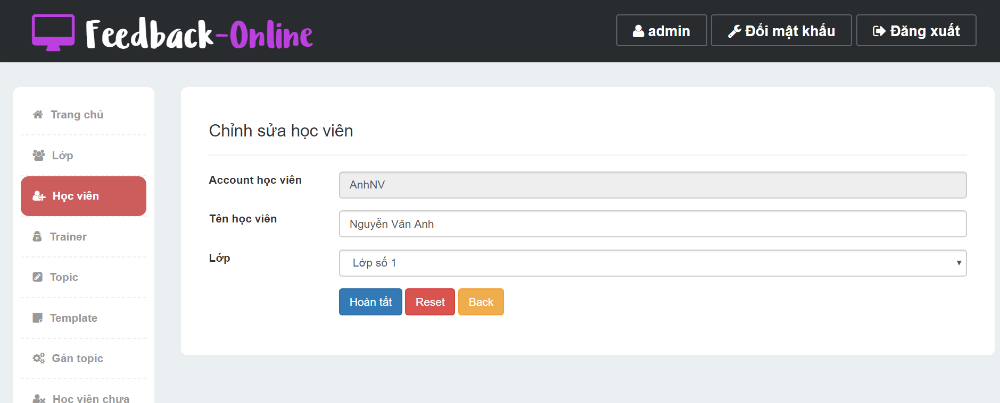 Feedback-Online
admin
Đổi mật khẩu
Đăng xuất
Trang chủ
Lớp
Học viên
Trainer
Topic
Template
Gán topic
Học viên chưa
Chỉnh sửa học viên
Account học viên
AnhNV
Tên học viên
Nguyễn Văn Anh
Lớp
Lớp số 1
Hoàn tất
Reset
Back